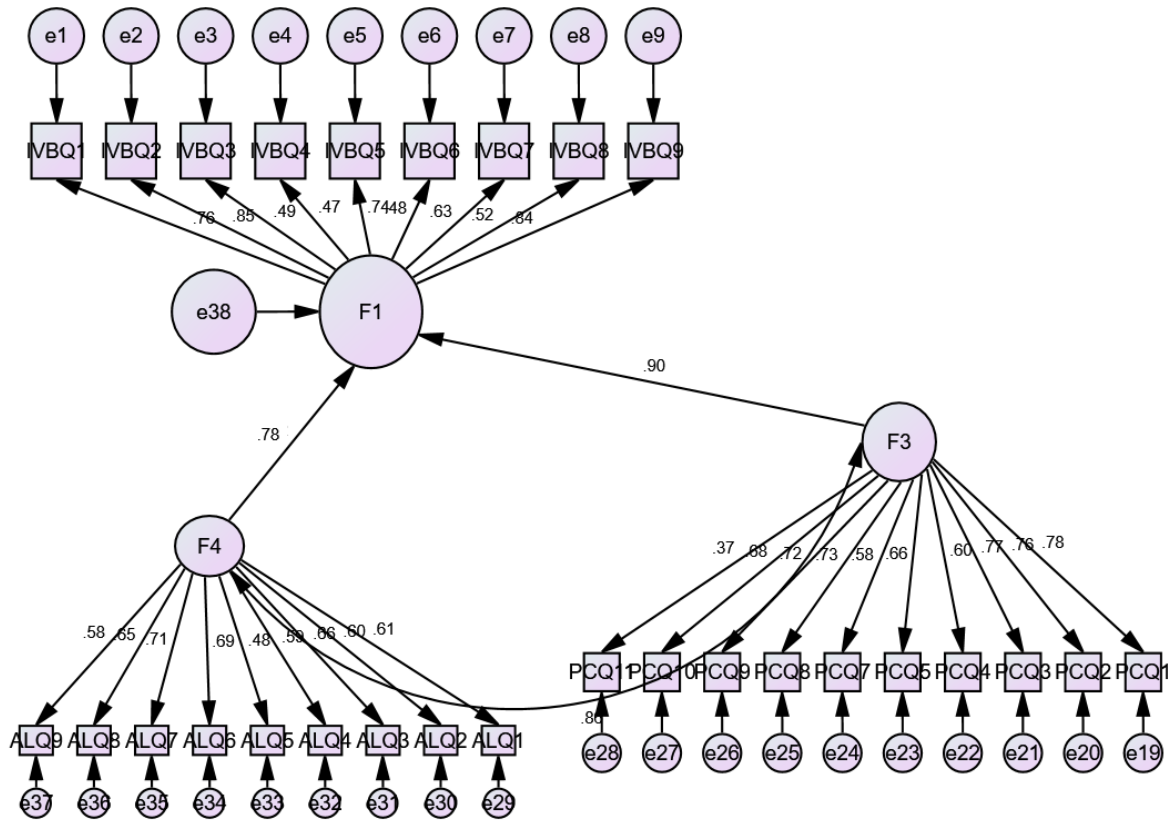 e1 e2 e3 e4 e5 e6 e7 e8 e9
IVBQ1 IVBQ2 IVBQ3 IVBQ4 IVBQ5 IVBQ6 IVBQ7 IVBQ8 IVBQ9
.76 .85 .49 .47 .74 .48 .63 .52 .84
e38 F1
.90
.78
F3
.37 .68 .72 .73 .58 .66 .60 .77 .76 .78
F4
.58 .65 .71 .69 .48 .59 .66 .60 .61
PCQ11 PCQ10 PCQ9 PCQ8 PCQ7 PCQ5 PCQ4 PCQ3 PCQ2 PCQ1
ALQ9 ALQ8 ALQ7 ALQ6 ALQ5 ALQ4 ALQ3 ALQ2 ALQ1
e28 e27 e26 e25 e24 e23 e22 e21 e20 e19
e37 e36 e35 e34 e33 e32 e31 e30 e29